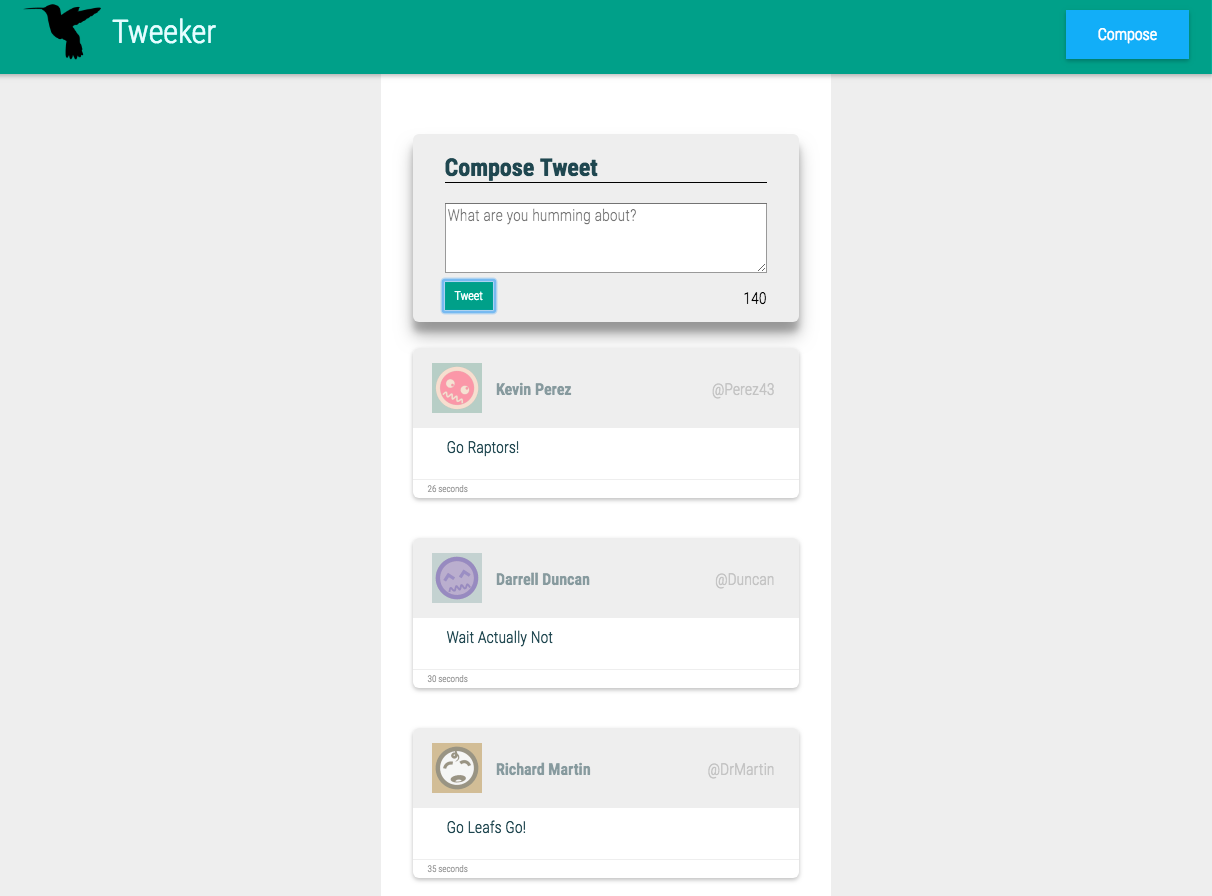 Tweeker
Compose
Compose Tweet
What are you humming about?
Tweet
140
Kevin Perez
@Perez43
Go Raptors!
26 seconds
Darrell Duncan
@Duncan
Wait Actually Not
30 seconds
Richard Martin
@DrMartin
Go Leafs Go!
35 seconds